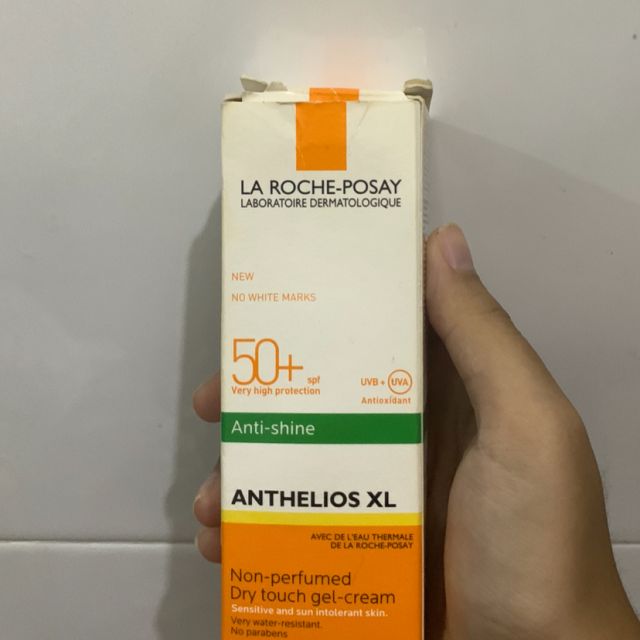 LA ROCHE-POSAY
LABORATOIRE DERMATOLOGIQUE
NEW
NO WHITE MARKS
50+ spf
Very high protection
UVB + UVA
Antioxidant
Anti-shine
ANTHELIOS XL
AVEC DE L'EAU THERMALE
DE LA ROCHE-POSAY
Non-perfumed
Dry touch gel-cream
Sensitive and sun intolerant skin.
Very water-resistant.
No parabens